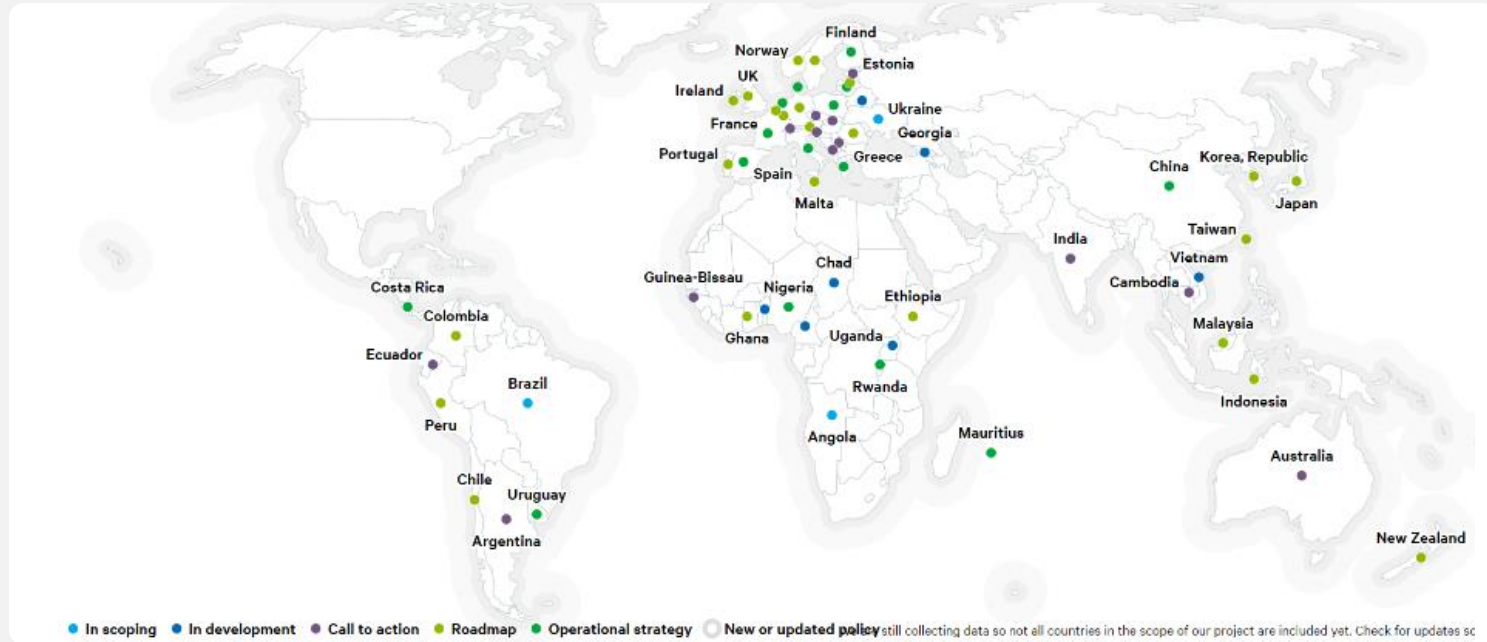 Finland
Norway
Estonia
UK
Ireland
Ukraine
France
Georgia
Portugal
Greece
Spain
Malta
China
Korea, Republic
Japan
Taiwan
India
Vietnam
Cambodia
Chad
Guinea-Bissau
Nigeria
Ethiopia
Costa Rica
Colombia
Ghana
Uganda
Malaysia
Ecuador
Rwanda
Brazil
Indonesia
Peru
Angola
Mauritius
Australia
Chile
Uruguay
Argentina
New Zealand
In scoping In development Call to action Roadmap Operational strategy New or updated policy still collecting data so not all countries in the scope of our project are included yet. Check for updates